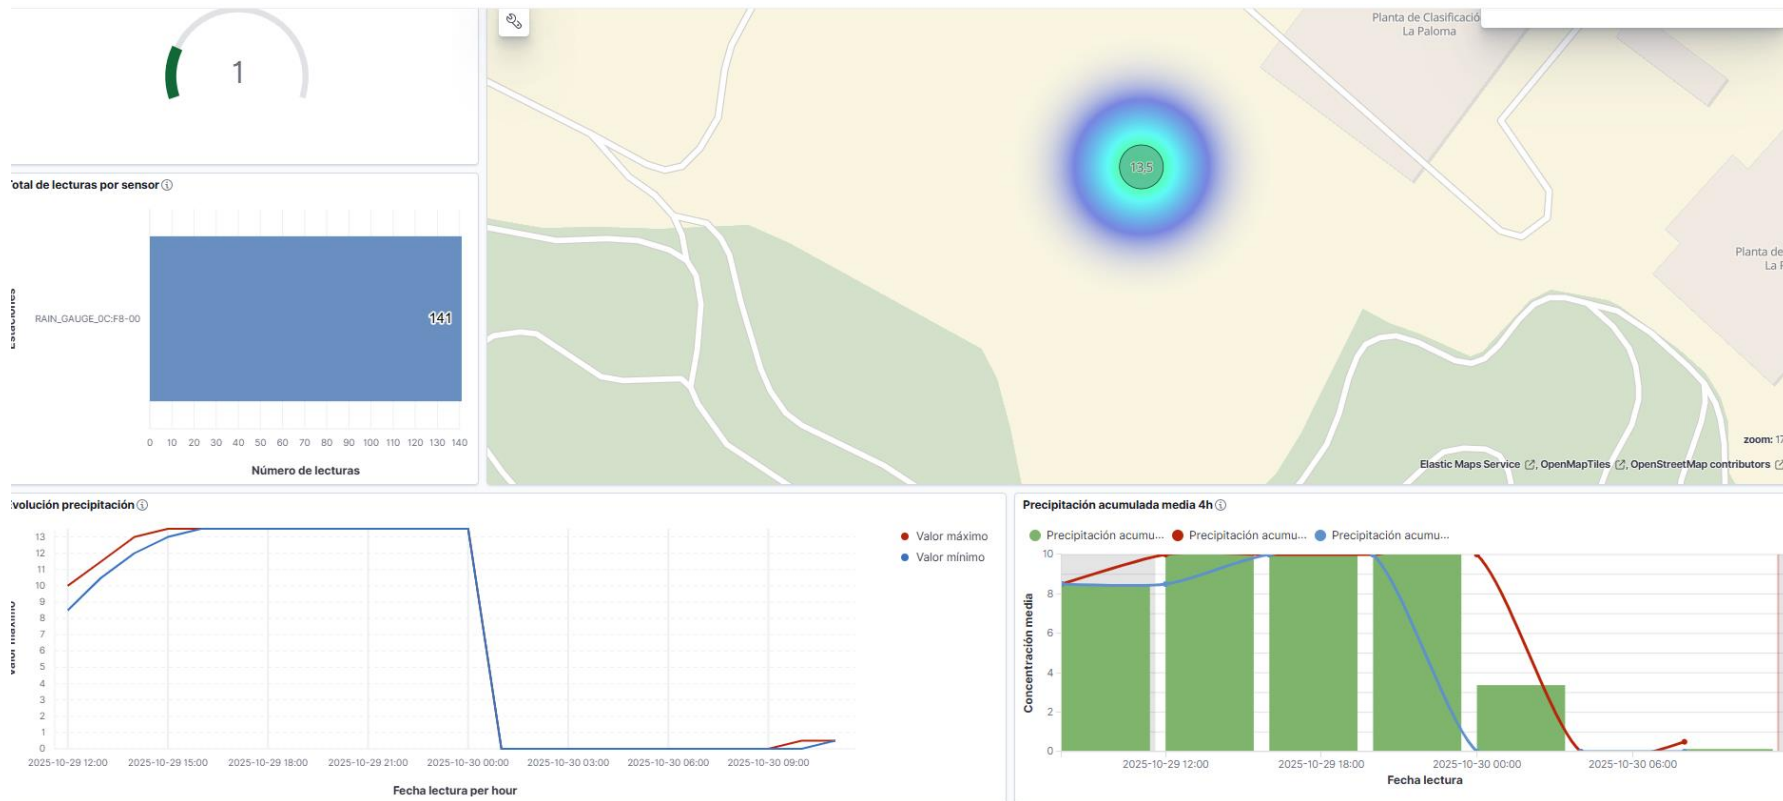 1
Total de lecturas por sensor
RAIN_GAUGE_0C:F8-00
141
0 10 20 30 40 50 60 70 80 90 100 110 120 130 140
Número de lecturas
Planta de Clasificació
La Paloma
13,5
Planta de
La
zoom: 17
Elastic Maps Service, OpenMapTiles, OpenStreetMap contributors
volución precipitación
13
12
11
10
9
8
7
6
5
4
3
2
1
0
2025-10-29 12:00 2025-10-29 15:00 2025-10-29 18:00 2025-10-29 21:00 2025-10-30 00:00 2025-10-30 03:00 2025-10-30 06:00 2025-10-30 09:00
Fecha lectura per hour
Valor máximo
Valor mínimo
Precipitación acumulada media 4h
Precipitación acumu... Precipitación acumu... Precipitación acumu...
Concentración media
10
8
6
4
2
0
2025-10-29 12:00 2025-10-29 18:00 2025-10-30 00:00 2025-10-30 06:00
Fecha lectura